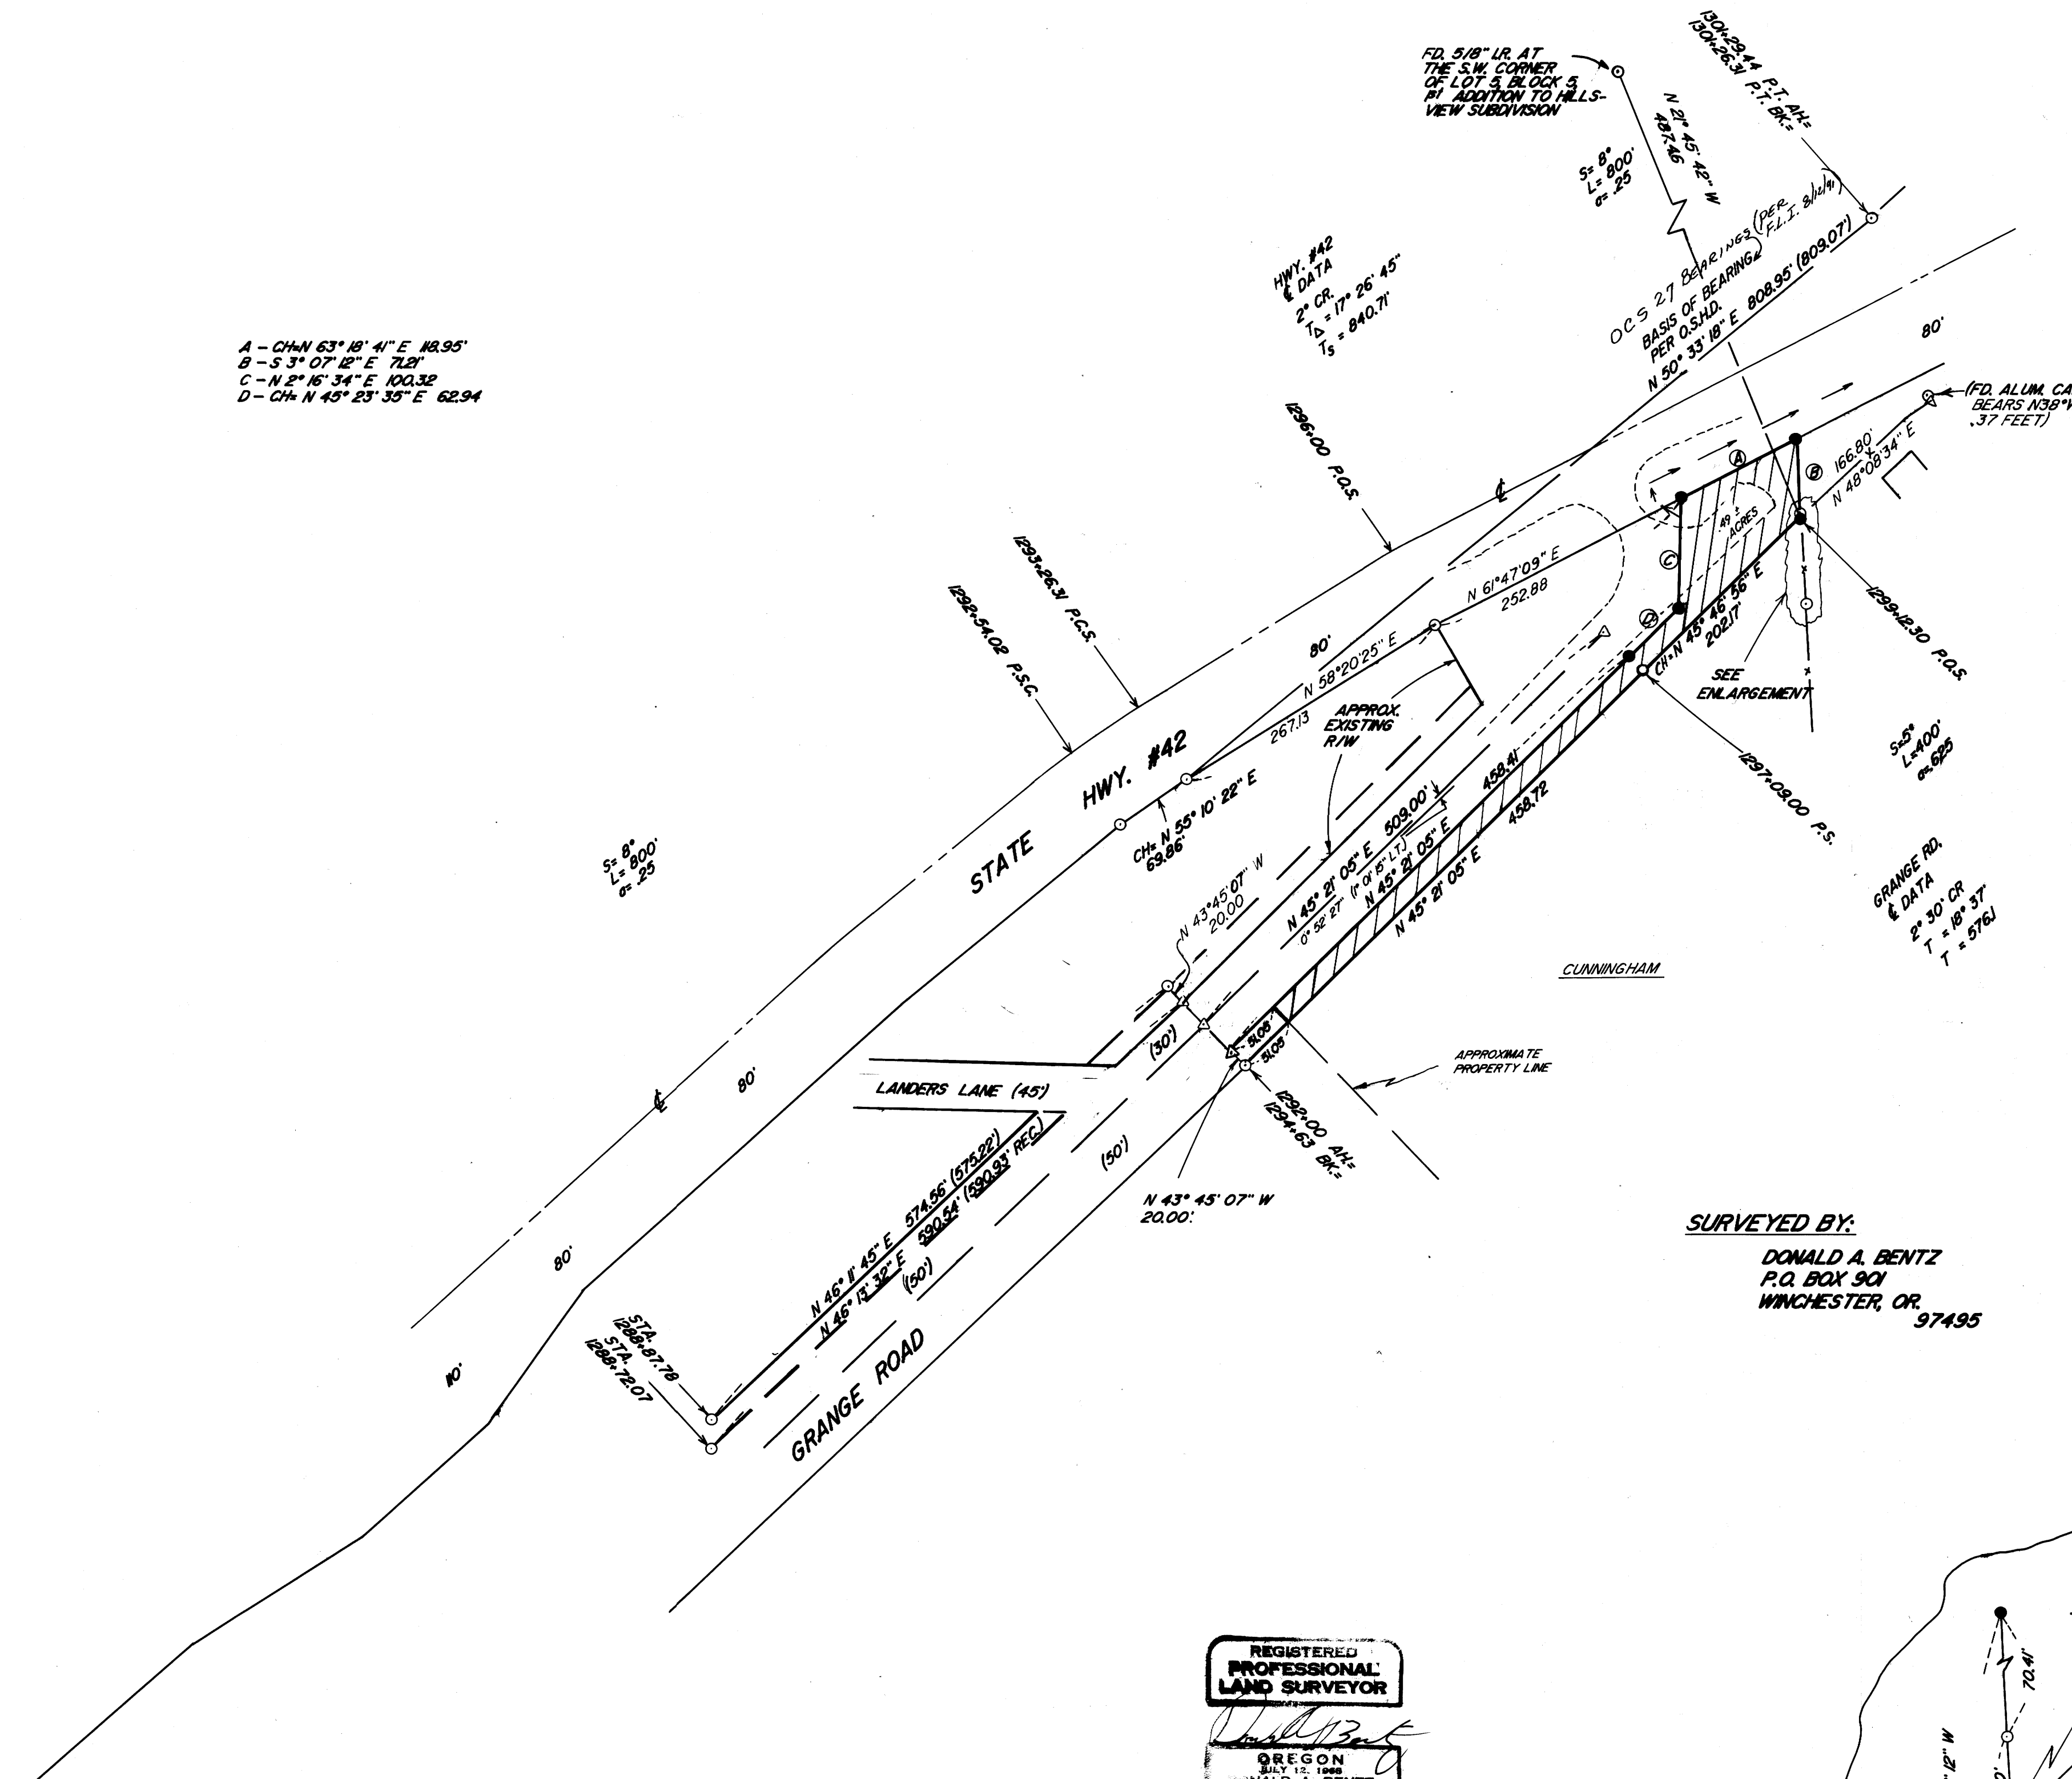 FD. 5/8" I.R. AT
THE S.W. CORNER
OF LOT 5, BLOCK 5,
1st ADDITION TO HILLS-
VIEW SUBDIVISION
1301+29.44 P.T. AH.=
1301+26.31 P.T. BK.=
N 21° 45' 42" W
487.46
S= 8°
L= 800'
a= .25
OCS 27 BEARINGS (PER
F.L.I. 8/12/91)
BASIS OF BEARING
PER O.S.H.D.
N 50° 33' 18" E 808.95' (809.07')
HWY. #42
℄ DATA
2° CR.
T△ = 17° 26' 45"
Ts = 840.71'
A - CH=N 63° 18' 41" E 118.95'
B - S 3° 07' 12" E 71.21'
C - N 2° 16' 34" E 100.32
D - CH= N 45° 23' 35" E 62.94
80'
(FD. ALUM. CA
BEARS N38°W
.37 FEET)
1296+00 P.O.S.
℄
A
B
166.80'
N 48°08'34" E
.49 ±
ACRES
C
D
N 61°47'09" E
252.88
1293+26.31 P.C.S.
1292+54.02 P.S.C.
80'
N 58°20'25" E
267.13
CH= N 45° 46' 56" E
202.17'
SEE
ENLARGEMENT
1299+12.30 P.O.S.
APPROX.
EXISTING
R/W
STATE HWY. #42
CH= N 55° 10' 22" E
69.86'
1297+09.00 P.S.
S=5°
L=400'
a=.625
GRANGE RD.
℄ DATA
2° 30' CR
T = 18° 37'
T = 576.1
S= 8°
L= 800'
a= .25
N 43°45'07" W
20.00
N 45° 21' 05" E 509.00'
0° 52' 27" (1° 01' 15" LT.)
N 45° 21' 05" E 458.41
N 45° 21' 05" E 458.72
CUNNINGHAM
(30')
51.05
51.05
APPROXIMATE
PROPERTY LINE
℄
80'
LANDERS LANE (45')
1292+00 AH.=
1294+63 BK.=
(50')
N 43° 45' 07" W
20.00'
N 46° 11' 45" E 574.56' (575.22')
N 46° 13' 32" E 590.54' (590.93' REC.)
(50')
80'
110'
STA.
1288+87.78
STA.
1288+72.07
GRANGE ROAD
SURVEYED BY:
DONALD A. BENTZ
P.O. BOX 901
WINCHESTER, OR.
97495
REGISTERED
PROFESSIONAL
LAND SURVEYOR
OREGON
JULY 12, 1968
70.41'
12" W